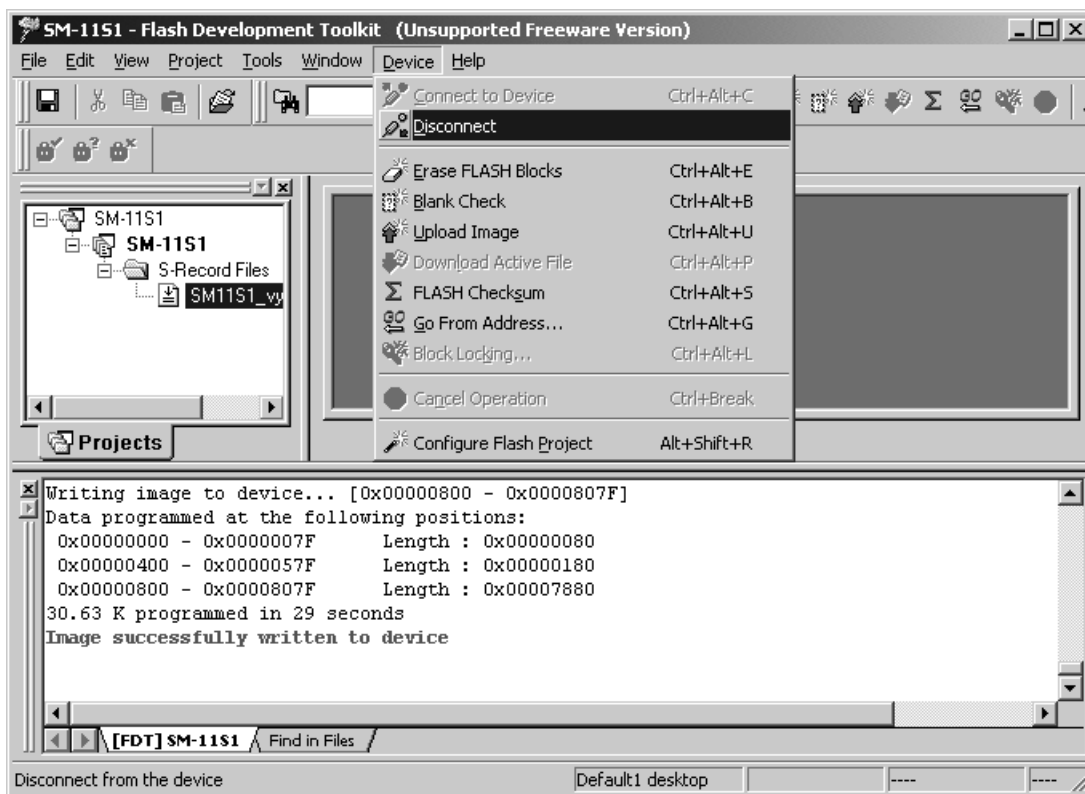 SM-11S1 - Flash Development Toolkit (Unsupported Freeware Version)
File Edit View Project Tools Window Device Help
Connect to Device Ctrl+Alt+C
Disconnect
Erase FLASH Blocks Ctrl+Alt+E
Blank Check Ctrl+Alt+B
Upload Image Ctrl+Alt+U
Download Active File Ctrl+Alt+P
Σ FLASH Checksum Ctrl+Alt+S
Go From Address... Ctrl+Alt+G
Block Locking... Ctrl+Alt+L
Cancel Operation Ctrl+Break
Configure Flash Project Alt+Shift+R
SM-11S1
SM-11S1
S-Record Files
SM11S1_vy
Projects
Writing image to device... [0x00000800 - 0x0000807F]
Data programmed at the following positions:
0x00000000 - 0x0000007F Length : 0x00000080
0x00000400 - 0x0000057F Length : 0x00000180
0x00000800 - 0x0000807F Length : 0x00007880
30.63 K programmed in 29 seconds
Image successfully written to device
[FDT] SM-11S1 Find in Files
Disconnect from the device Default1 desktop ---- ----